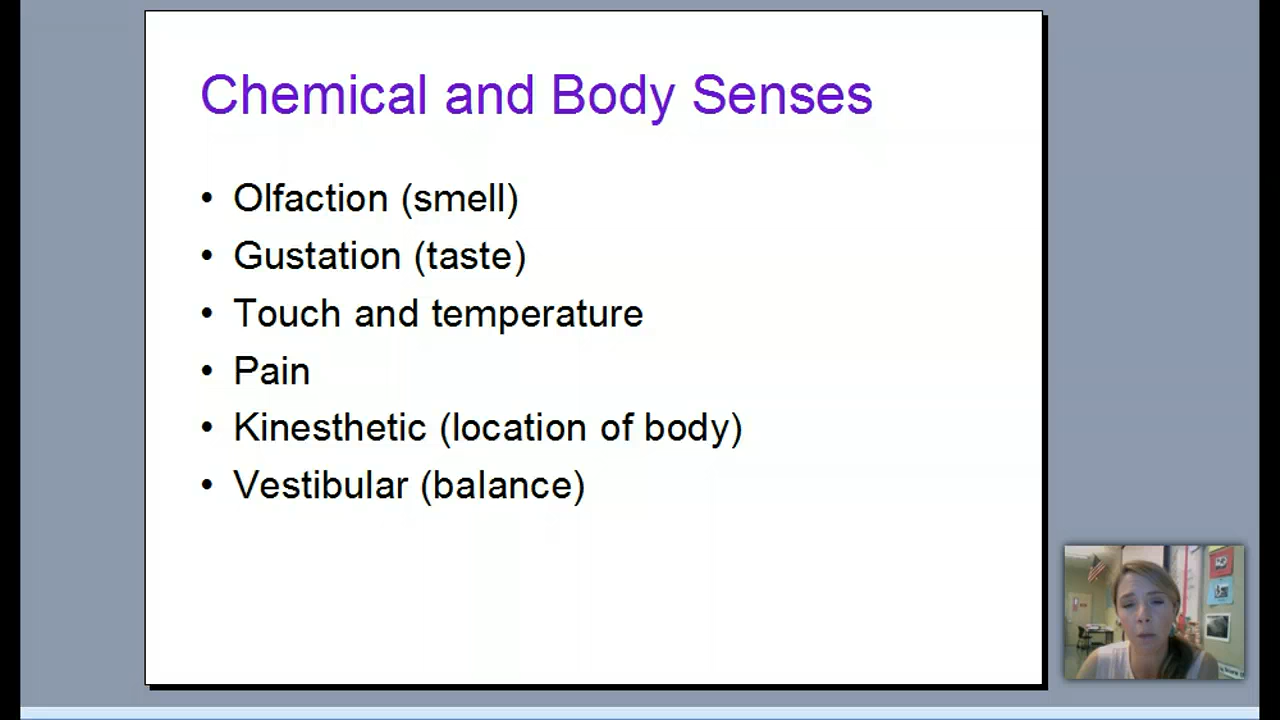 Chemical and Body Senses
• Olfaction (smell)
• Gustation (taste)
• Touch and temperature
• Pain
• Kinesthetic (location of body)
• Vestibular (balance)